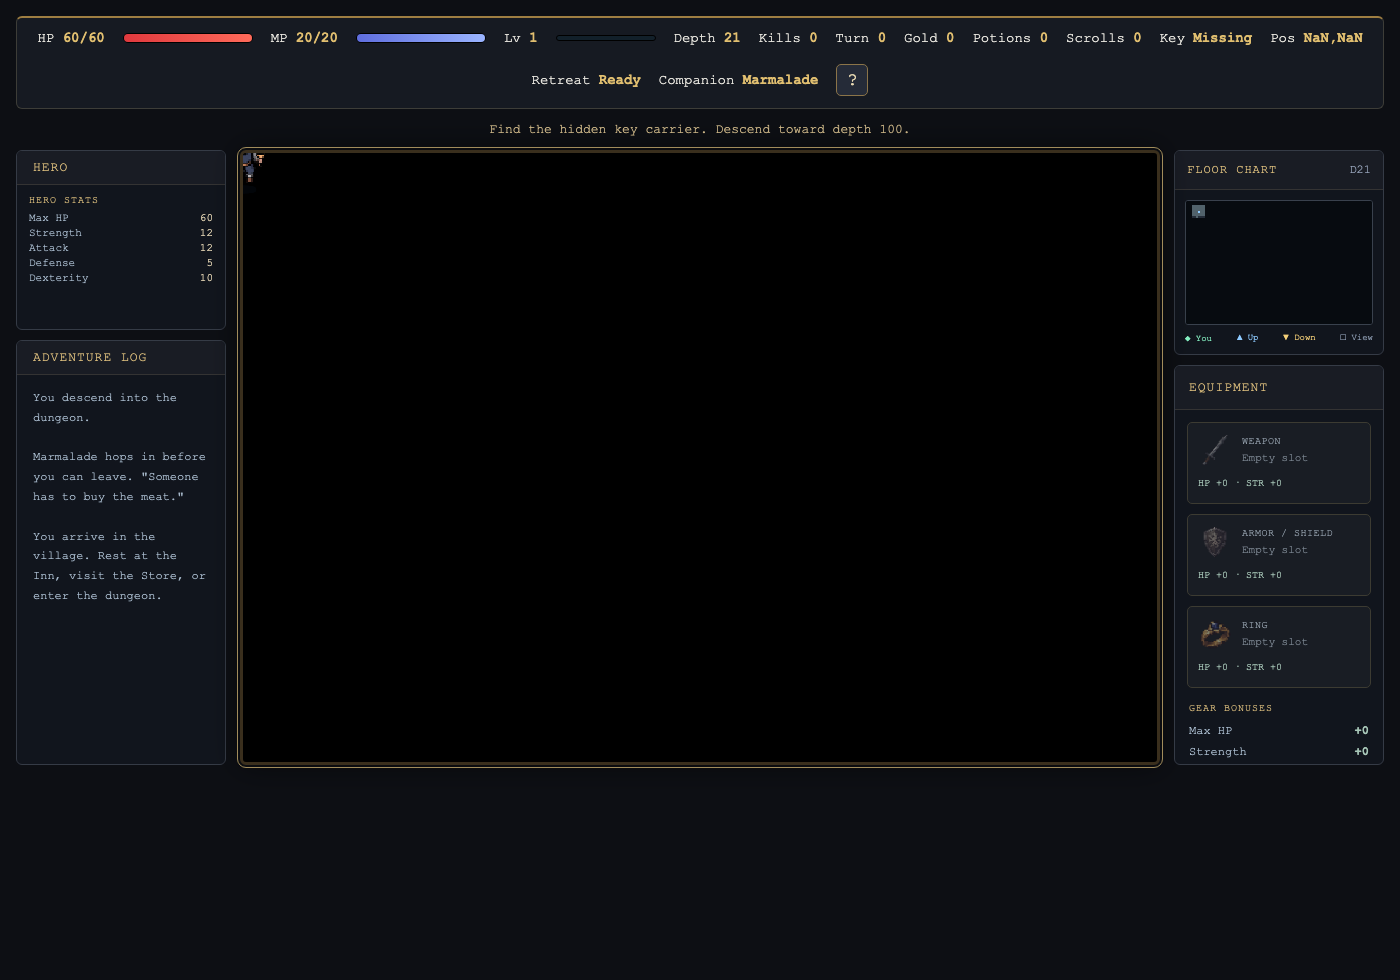 HP 60/60 MP 20/20 Lv 1 Depth 21 Kills 0 Turn 0 Gold 0 Potions 0 Scrolls 0 Key Missing Pos NaN,NaN
Retreat Ready Companion Marmalade ?
Find the hidden key carrier. Descend toward depth 100.
HERO
HERO STATS
Max HP 60
Strength 12
Attack 12
Defense 5
Dexterity 10
ADVENTURE LOG
You descend into the
dungeon.
Marmalade hops in before
you can leave. "Someone
has to buy the meat."
You arrive in the
village. Rest at the
Inn, visit the Store, or
enter the dungeon.
FLOOR CHART D21
◆ You ▲ Up ▼ Down □ View
EQUIPMENT
WEAPON
Empty slot
HP +0 · STR +0
ARMOR / SHIELD
Empty slot
HP +0 · STR +0
RING
Empty slot
HP +0 · STR +0
GEAR BONUSES
Max HP +0
Strength +0